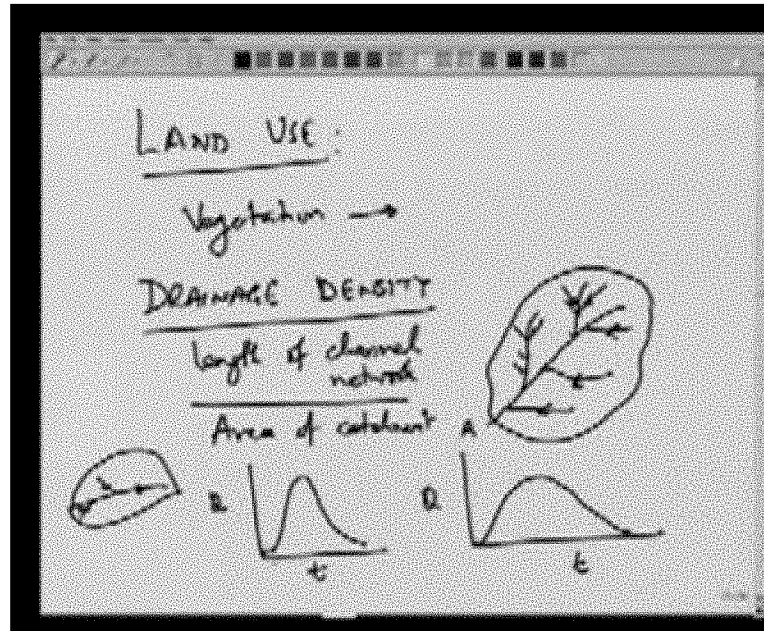 LAND USE :
Vegetation →
DRAINAGE DENSITY
length of channel
network
Area of catchment
A
Q
t
Q
t